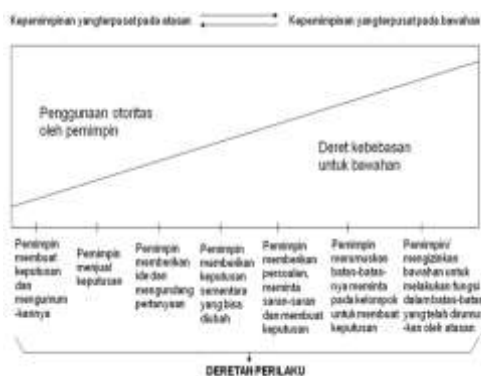 Kepemimpinan yang terpusat pada atasan
Kepemimpinan yang terpusat pada bawahan
Penggunaan otoritas
oleh pemimpin
Deret kebebasan
untuk bawahan
Pemimpin
membuat
keputusan
dan
mengumum
-kannya
Pemimpin
menjual
keputusan
Pemimpin
memberikan
ide dan
mengundang
pertanyaan
Pemimpin
memberikan
keputusan
sementara
yang bisa
diubah
Pemimpin
memberikan
persoalan,
meminta
saran-saran
dan membuat
keputusan
Pemimpin
merumuskan
batas-batas-
nya meminta
pada kelompok
untuk membuat
keputusan
Pemimpin/
mengizinkan
bawahan untuk
melakukan fungsi
dalam batas-batas
yang telah dirumus
-kan oleh atasan
DERETAN PERILAKU